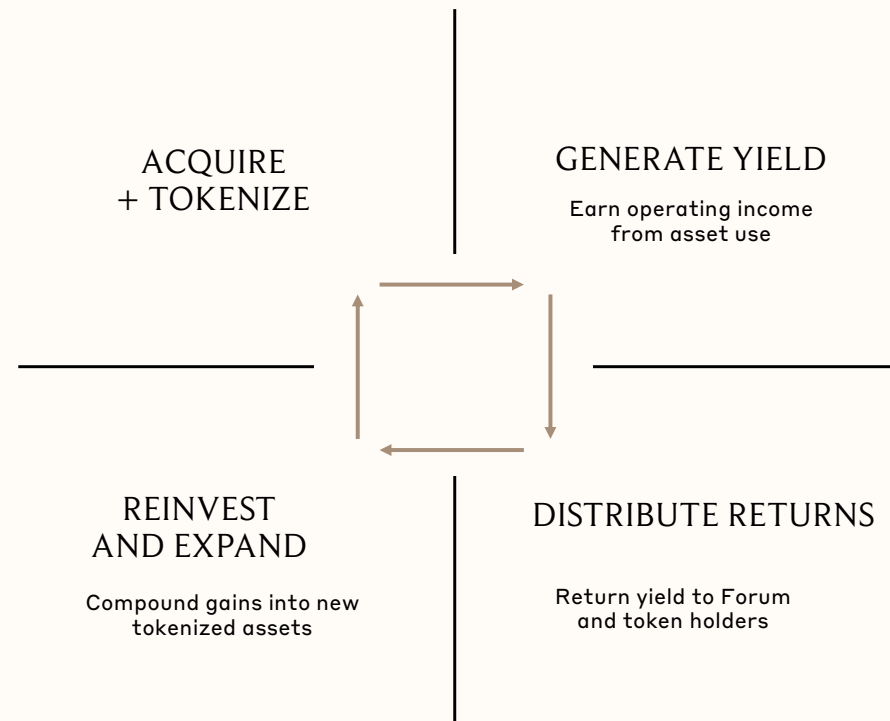 ACQUIRE
+ TOKENIZE
GENERATE YIELD
Earn operating income
from asset use
REINVEST
AND EXPAND
Compound gains into new
tokenized assets
DISTRIBUTE RETURNS
Return yield to Forum
and token holders